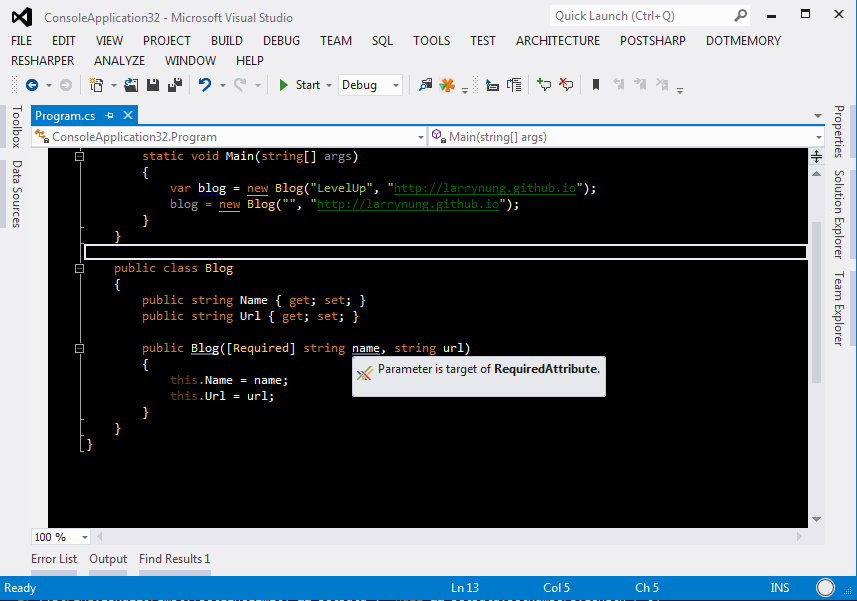 ConsoleApplication32 - Microsoft Visual Studio
Quick Launch (Ctrl+Q)
FILE EDIT VIEW PROJECT BUILD DEBUG TEAM SQL TOOLS TEST ARCHITECTURE POSTSHARP DOTMEMORY
RESHARPER ANALYZE WINDOW HELP
Start Debug
Program.cs
ConsoleApplication32.Program
Main(string[] args)
Toolbox
Data Sources
Properties
Solution Explorer
Team Explorer
static void Main(string[] args)
{
var blog = new Blog("LevelUp", "http://larrynung.github.io");
blog = new Blog("", "http://larrynung.github.io");
}
}
public class Blog
{
public string Name { get; set; }
public string Url { get; set; }
public Blog([Required] string name, string url)
{
Parameter is target of RequiredAttribute.
this.Name = name;
this.Url = url;
}
}
}
100 %
Error List Output Find Results 1
Ready Ln 13 Col 5 Ch 5 INS